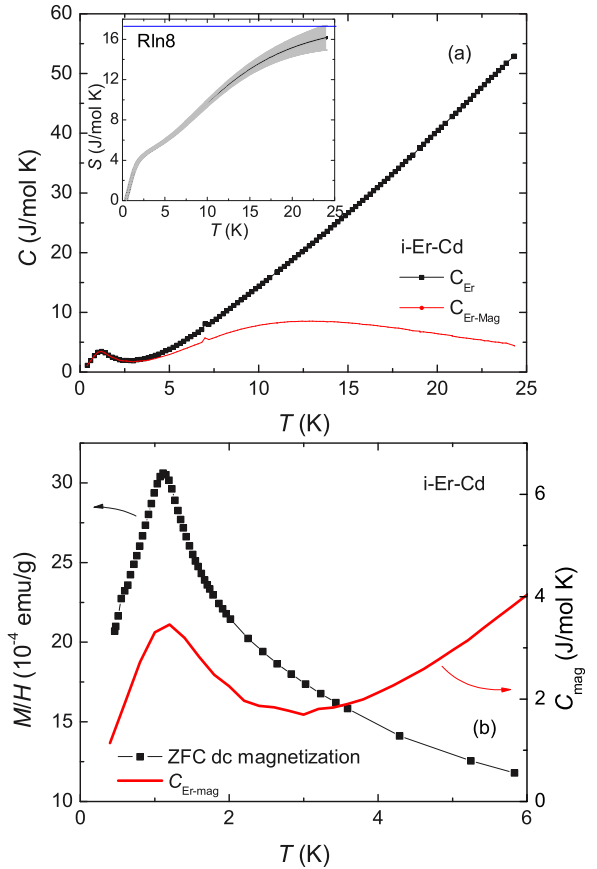 60
50
40
30
20
10
0
C (J/mol K)
0 5 10 15 20 25
T (K)
(a)
Rln8
16
12
8
4
0
S (J/mol K)
0 5 10 15 20 25
T (K)
i-Er-Cd
C_Er
C_Er-Mag
30
25
20
15
10
M/H (10^-4 emu/g)
i-Er-Cd
6
4
2
0
C_mag (J/mol K)
(b)
ZFC dc magnetization
C_Er-mag
0 2 4 6
T (K)